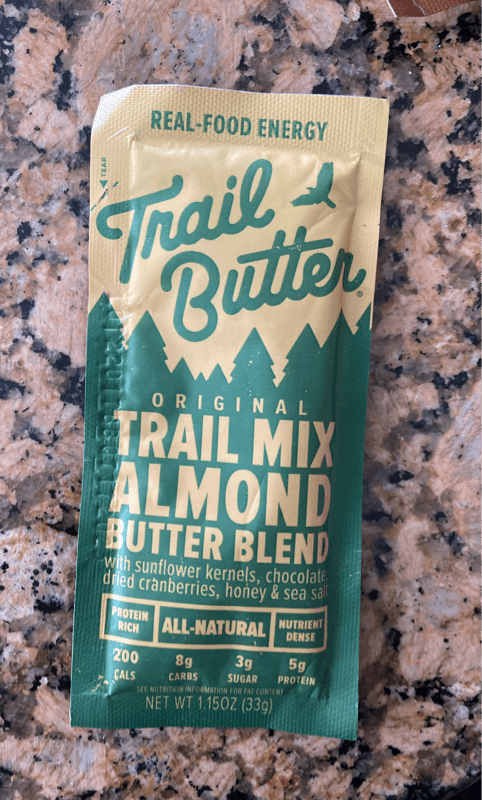 REAL-FOOD ENERGY
TEAR
Trail
Butter®
ORIGINAL
TRAIL MIX
ALMOND
BUTTER BLEND
with sunflower kernels, chocolate,
dried cranberries, honey & sea salt
PROTEIN RICH
ALL-NATURAL
NUTRIENT DENSE
200 CALS
8g CARBS
3g SUGAR
5g PROTEIN
SEE NUTRITION INFORMATION FOR FAT CONTENT
NET WT 1.15OZ (33g)